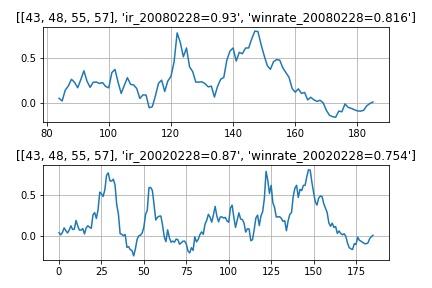 [[43, 48, 55, 57], 'ir_20080228=0.93', 'winrate_20080228=0.816']
0.5
0.0
80 100 120 140 160 180
[[43, 48, 55, 57], 'ir_20020228=0.87', 'winrate_20020228=0.754']
0.5
0.0
0 25 50 75 100 125 150 175